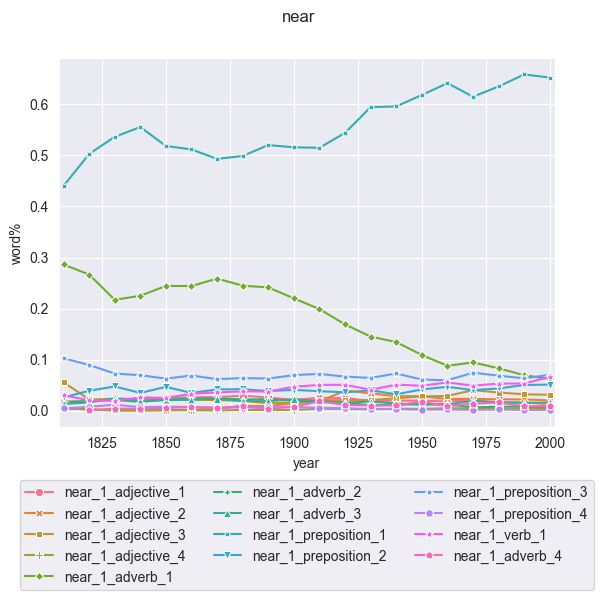 near
word%
0.6
0.5
0.4
0.3
0.2
0.1
0.0
1825 1850 1875 1900 1925 1950 1975 2000
year
near_1_adjective_1 near_1_adverb_2 near_1_preposition_3
near_1_adjective_2 near_1_adverb_3 near_1_preposition_4
near_1_adjective_3 near_1_preposition_1 near_1_verb_1
near_1_adjective_4 near_1_preposition_2 near_1_adverb_4
near_1_adverb_1